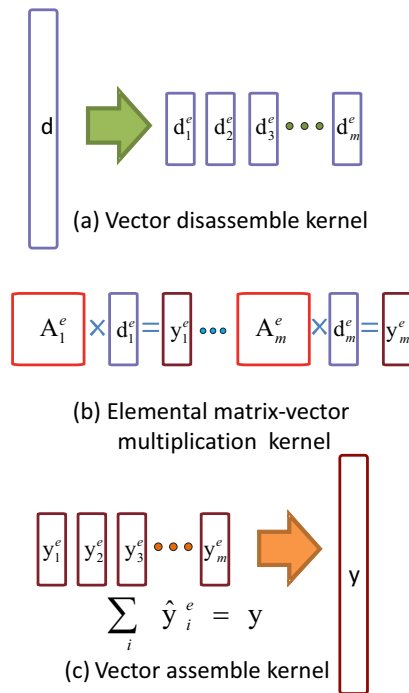 d
d₁ᵉ d₂ᵉ d₃ᵉ ••• dₘᵉ
(a) Vector disassemble kernel
A₁ᵉ × d₁ᵉ = y₁ᵉ ••• Aₘᵉ × dₘᵉ = yₘᵉ
(b) Elemental matrix-vector
multiplication kernel
y₁ᵉ y₂ᵉ y₃ᵉ ••• yₘᵉ
y
∑ᵢ ŷᵢᵉ = y
(c) Vector assemble kernel